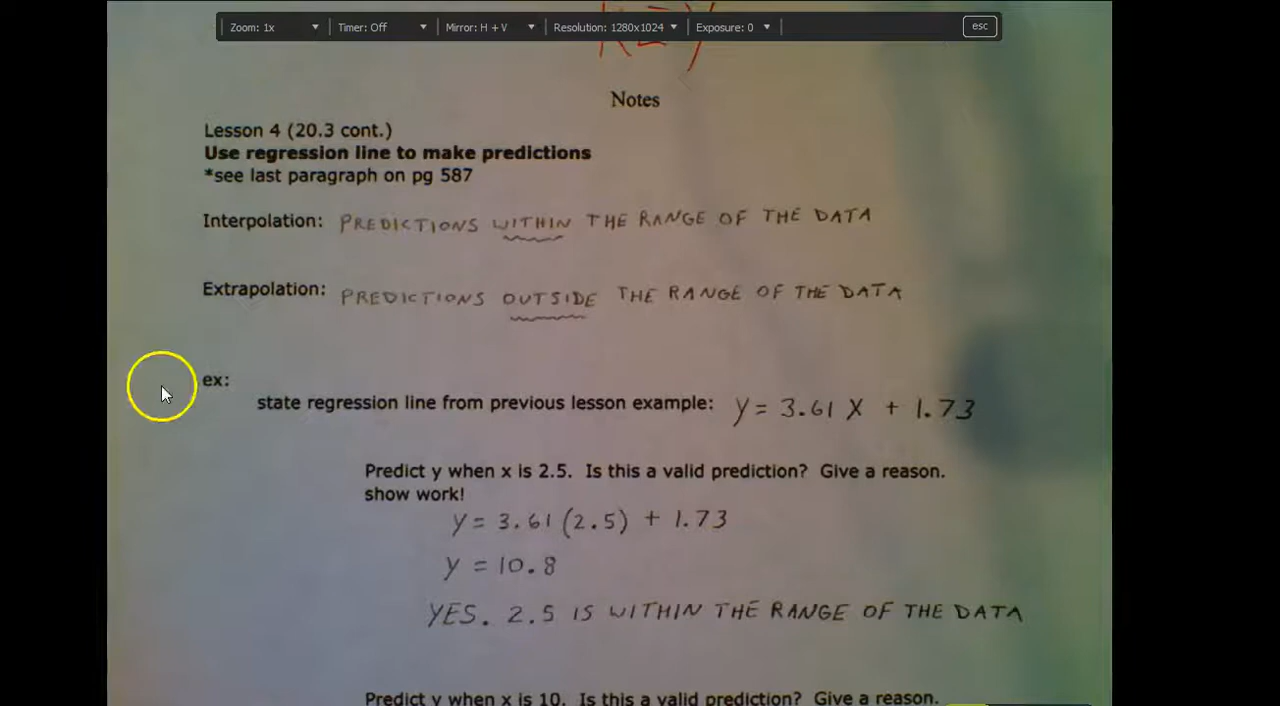 Zoom: 1x Timer: Off Mirror: H + V Resolution: 1280x1024 Exposure: 0 esc
Notes
Lesson 4 (20.3 cont.)
Use regression line to make predictions
*see last paragraph on pg 587
Interpolation: PREDICTIONS WITHIN THE RANGE OF THE DATA
Extrapolation: PREDICTIONS OUTSIDE THE RANGE OF THE DATA
ex:
state regression line from previous lesson example: y = 3.61 X + 1.73
Predict y when x is 2.5. Is this a valid prediction? Give a reason.
show work!
y = 3.61 (2.5) + 1.73
y = 10.8
YES. 2.5 IS WITHIN THE RANGE OF THE DATA
Predict y when x is 10. Is this a valid prediction? Give a reason.